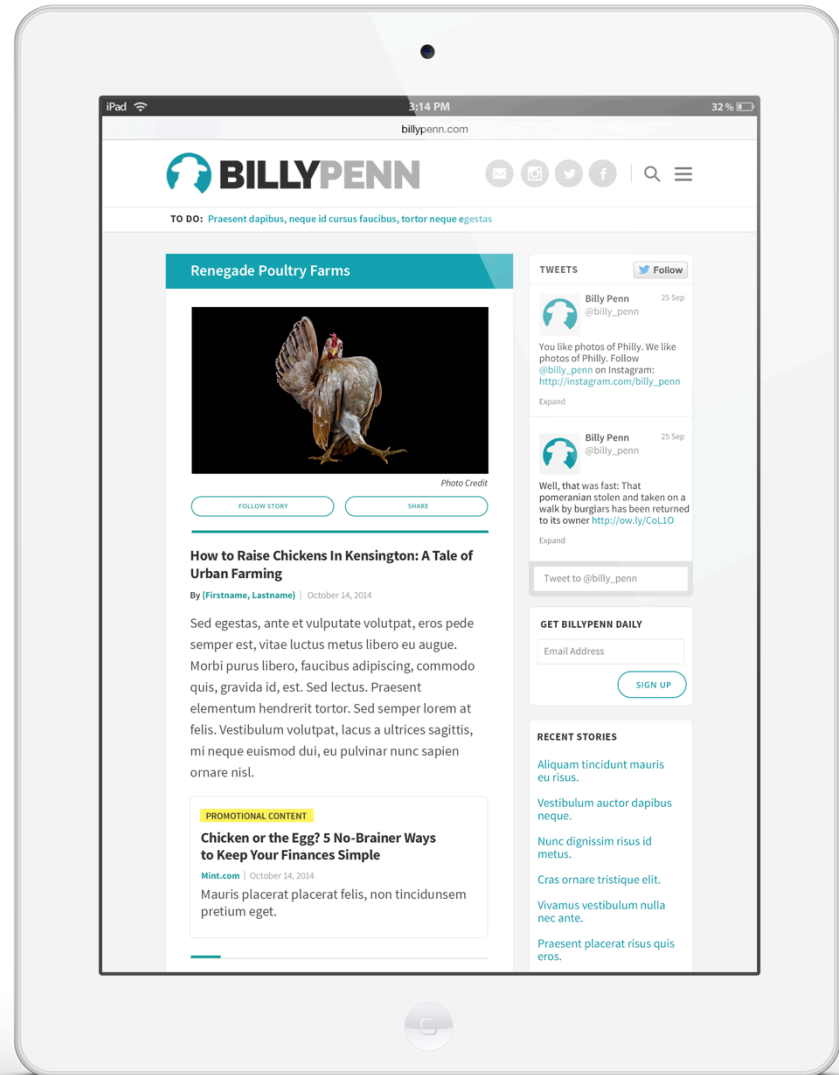 iPad
3:14 PM
32 %
billypenn.com
BILLYPENN
TO DO: Praesent dapibus, neque id cursus faucibus, tortor neque egestas
Renegade Poultry Farms
Photo Credit
FOLLOW STORY
SHARE
How to Raise Chickens In Kensington: A Tale of
Urban Farming
By {Firstname, Lastname} | October 14, 2014
Sed egestas, ante et vulputate volutpat, eros pede
semper est, vitae luctus metus libero eu augue.
Morbi purus libero, faucibus adipiscing, commodo
quis, gravida id, est. Sed lectus. Praesent
elementum hendrerit tortor. Sed semper lorem at
felis. Vestibulum volutpat, lacus a ultrices sagittis,
mi neque euismod dui, eu pulvinar nunc sapien
ornare nisl.
PROMOTIONAL CONTENT
Chicken or the Egg? 5 No-Brainer Ways
to Keep Your Finances Simple
Mint.com | October 14, 2014
Mauris placerat placerat felis, non tincidunsem
pretium eget.
TWEETS
Follow
Billy Penn
25 Sep
@billy_penn
You like photos of Philly. We like
photos of Philly. Follow
@billy_penn on Instagram:
http://instagram.com/billy_penn
Expand
Billy Penn
25 Sep
@billy_penn
Well, that was fast: That
pomeranian stolen and taken on a
walk by burglars has been returned
to its owner http://ow.ly/CoL1O
Expand
Tweet to @billy_penn
GET BILLYPENN DAILY
Email Address
SIGN UP
RECENT STORIES
Aliquam tincidunt mauris
eu risus.
Vestibulum auctor dapibus
neque.
Nunc dignissim risus id
metus.
Cras ornare tristique elit.
Vivamus vestibulum nulla
nec ante.
Praesent placerat risus quis
eros.